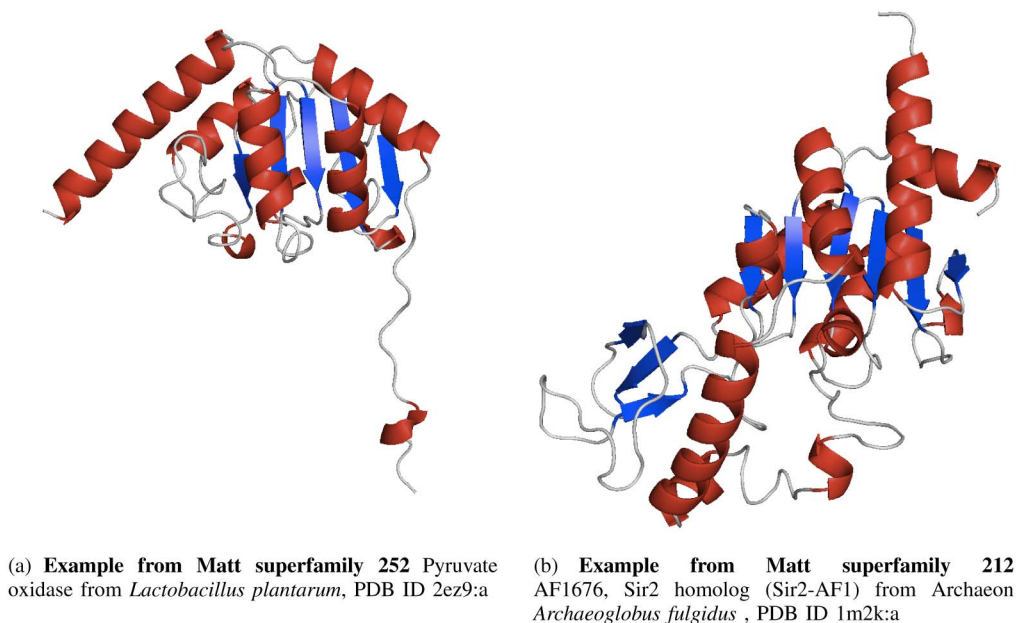 (a) Example from Matt superfamily 252 Pyruvate
oxidase from Lactobacillus plantarum, PDB ID 2ez9:a
(b) Example from Matt superfamily 212
AF1676, Sir2 homolog (Sir2-AF1) from Archaeon
Archaeoglobus fulgidus , PDB ID 1m2k:a